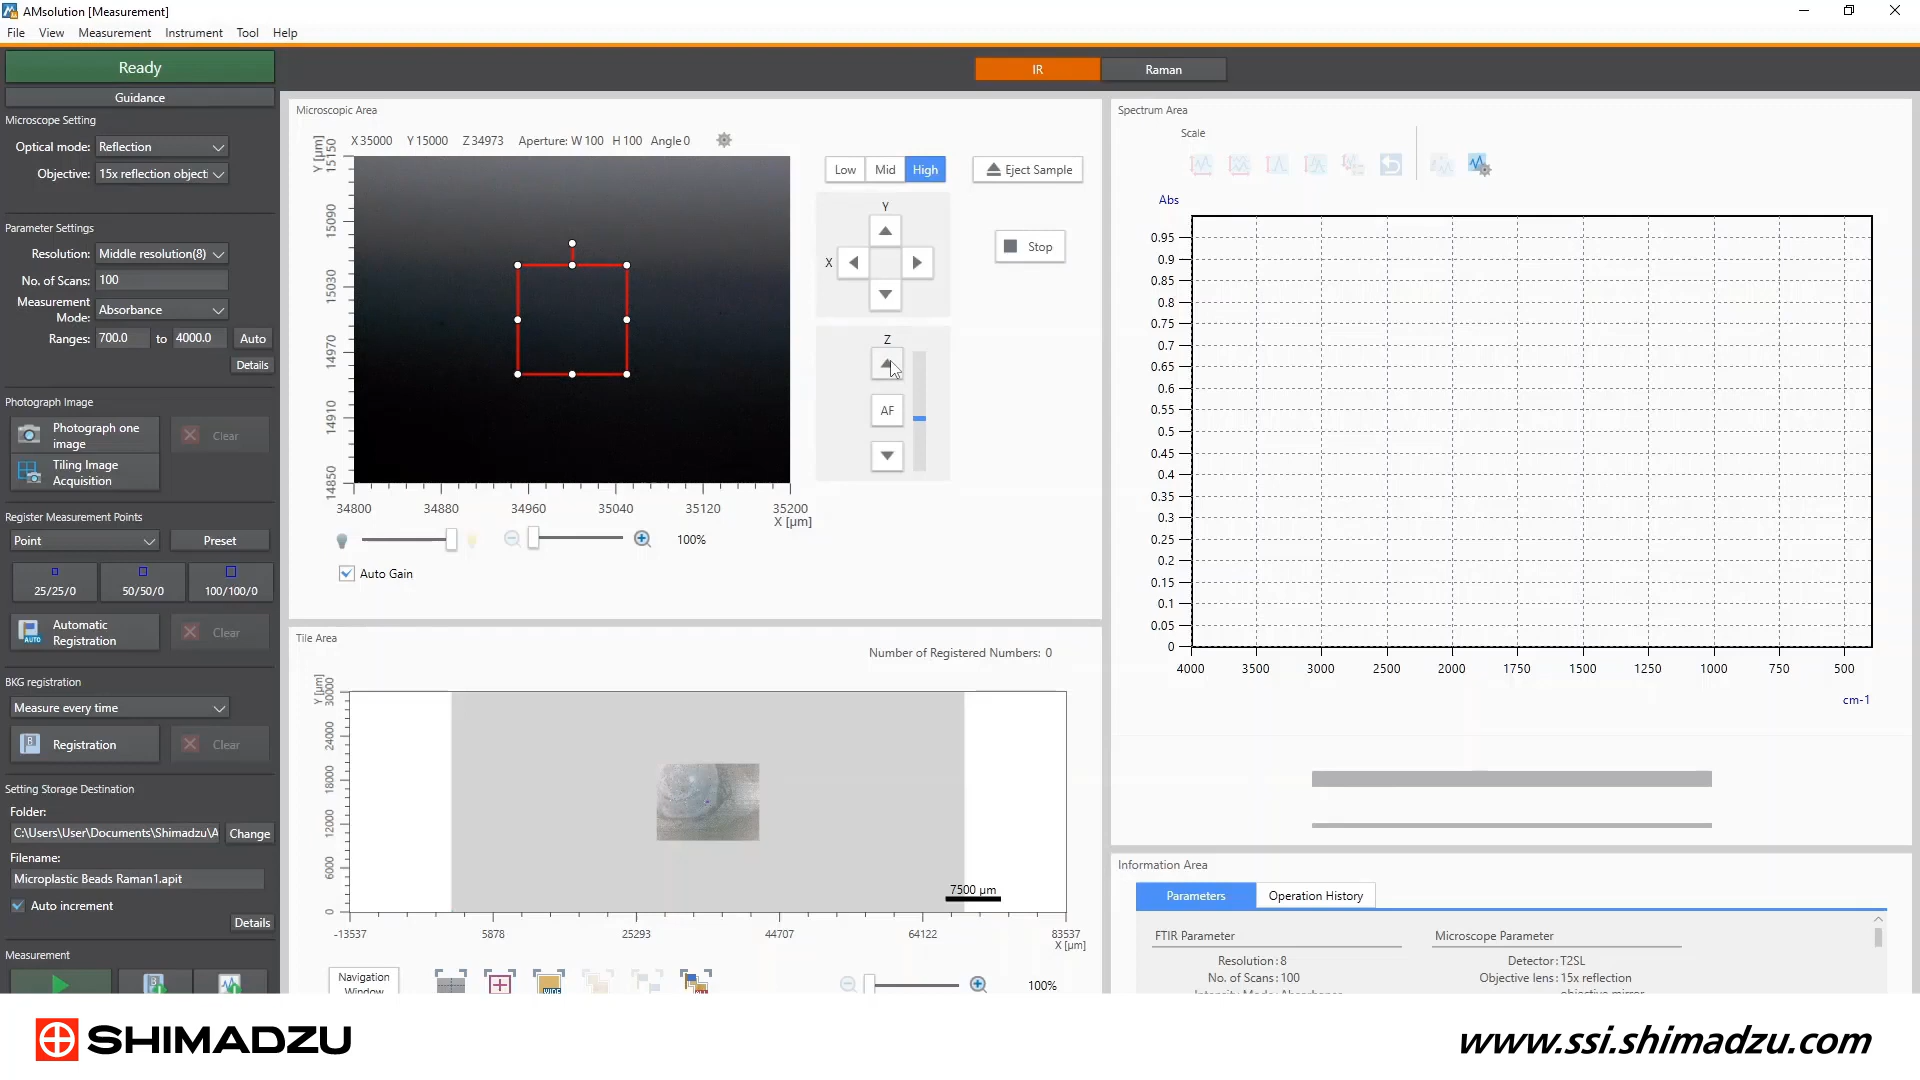 AMsolution [Measurement]
File View Measurement Instrument Tool Help
Ready
Guidance
Microscope Setting
Optical mode: Reflection
Objective: 15x reflection objecti
Parameter Settings
Resolution: Middle resolution(8)
No. of Scans: 100
Measurement Mode: Absorbance
Ranges: 700.0 to 4000.0 Auto
Details
Photograph Image
Photograph one image
Clear
Tiling Image Acquisition
Register Measurement Points
Point
Preset
25/25/0 50/50/0 100/100/0
Automatic Registration
Clear
BKG registration
Measure every time
Registration
Clear
Setting Storage Destination
Folder:
C:\Users\User\Documents\Shimadzu\A Change
Filename:
Microplastic Beads Raman1.apit
Auto increment
Details
Measurement
IR Raman
Microscopic Area
X 35000 Y 15000 Z 34973 Aperture: W 100 H 100 Angle 0
Y [µm]
15150
15090
15030
14970
14910
14850
34800 34880 34960 35040 35120 35200
X [µm]
100%
Auto Gain
Low Mid High
Eject Sample
Y
X
Stop
Z
AF
Tile Area
Number of Registered Numbers: 0
Y [µm]
30000
24000
18000
12000
6000
0
7500 µm
-13537 5878 25293 44707 64122 83537
X [µm]
Navigation
Window
WIDE
100%
Spectrum Area
Scale
Abs
0.95
0.9
0.85
0.8
0.75
0.7
0.65
0.6
0.55
0.5
0.45
0.4
0.35
0.3
0.25
0.2
0.15
0.1
0.05
0
4000 3500 3000 2500 2000 1750 1500 1250 1000 750 500
cm-1
Information Area
Parameters Operation History
FTIR Parameter
Resolution: 8
No. of Scans: 100
Microscope Parameter
Detector: T2SL
Objective lens: 15x reflection
objective mirror
SHIMADZU
www.ssi.shimadzu.com